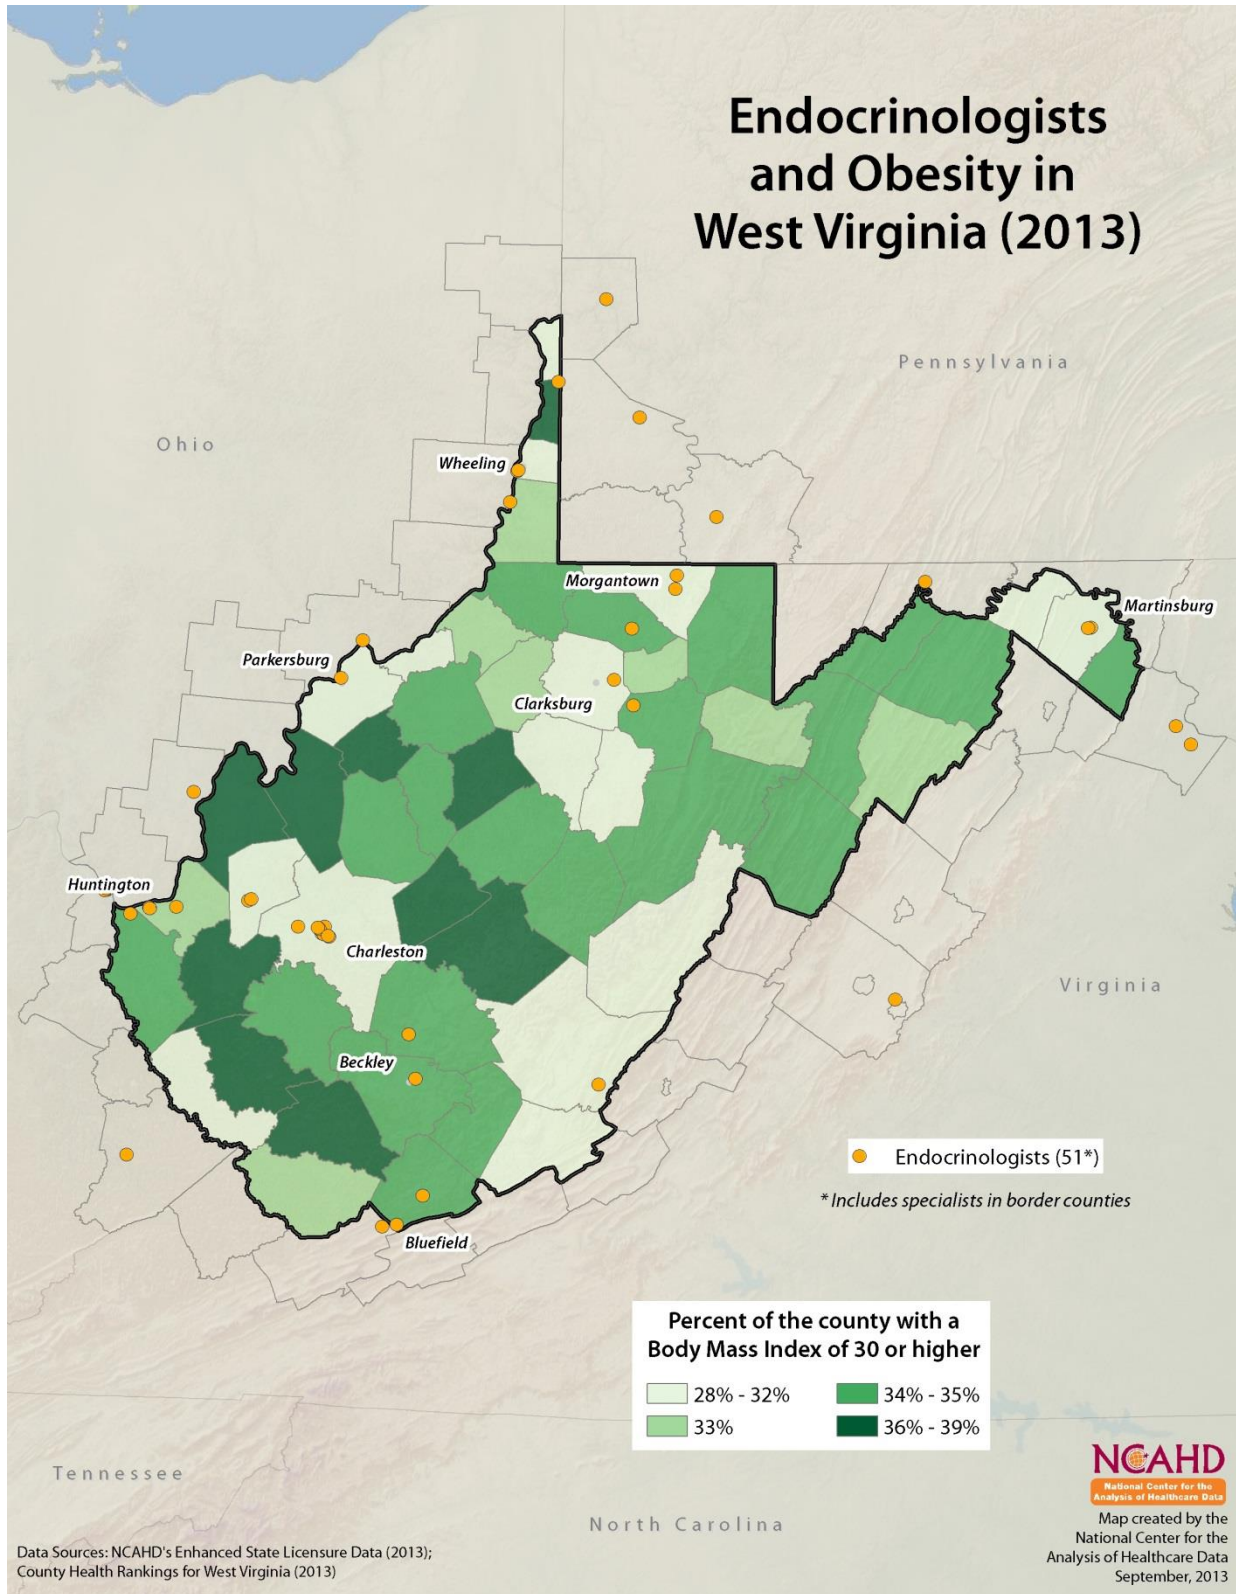 Endocrinologists
and Obesity in
West Virginia (2013)
Pennsylvania
Ohio
Wheeling
Morgantown
Martinsburg
Parkersburg
Clarksburg
Huntington
Charleston
Virginia
Beckley
Endocrinologists (51*)
* Includes specialists in border counties
Bluefield
Percent of the county with a
Body Mass Index of 30 or higher
28% - 32%
34% - 35%
33%
36% - 39%
Tennessee
North Carolina
NCAHD
National Center for the
Analysis of Healthcare Data
Map created by the
National Center for the
Analysis of Healthcare Data
September, 2013
Data Sources: NCAHD's Enhanced State Licensure Data (2013);
County Health Rankings for West Virginia (2013)